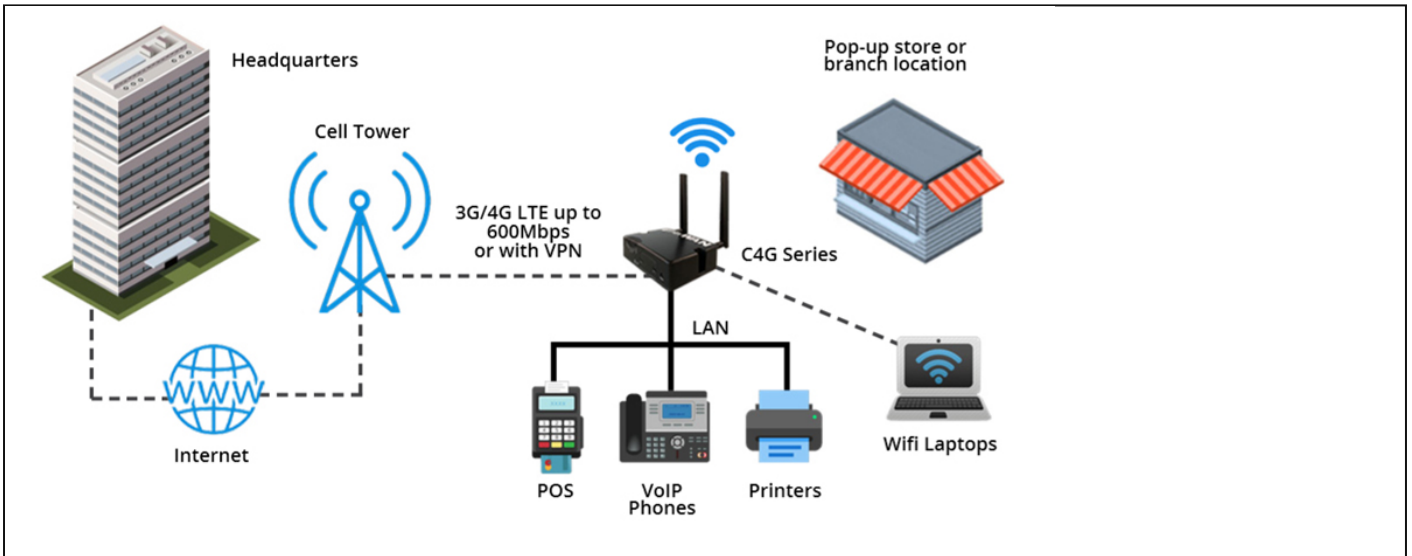 Headquarters
Pop-up store or
branch location
Cell Tower
3G/4G LTE up to
600Mbps
or with VPN
C4G Series
LAN
WWW
Internet
POS
VoIP
Phones
Printers
Wifi Laptops